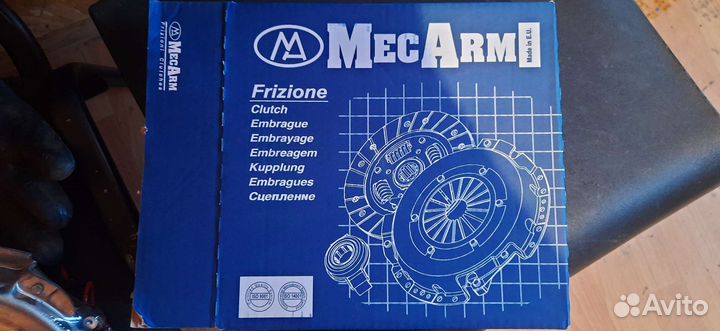 MECARM
Frizioni Clutches
MA
MECARM
Made in E.U.
Frizione
Clutch
Embrague
Embrayage
Embreagem
Kupplung
Embragues
Сцепление
ISO 9001
ISO 14001
Avito